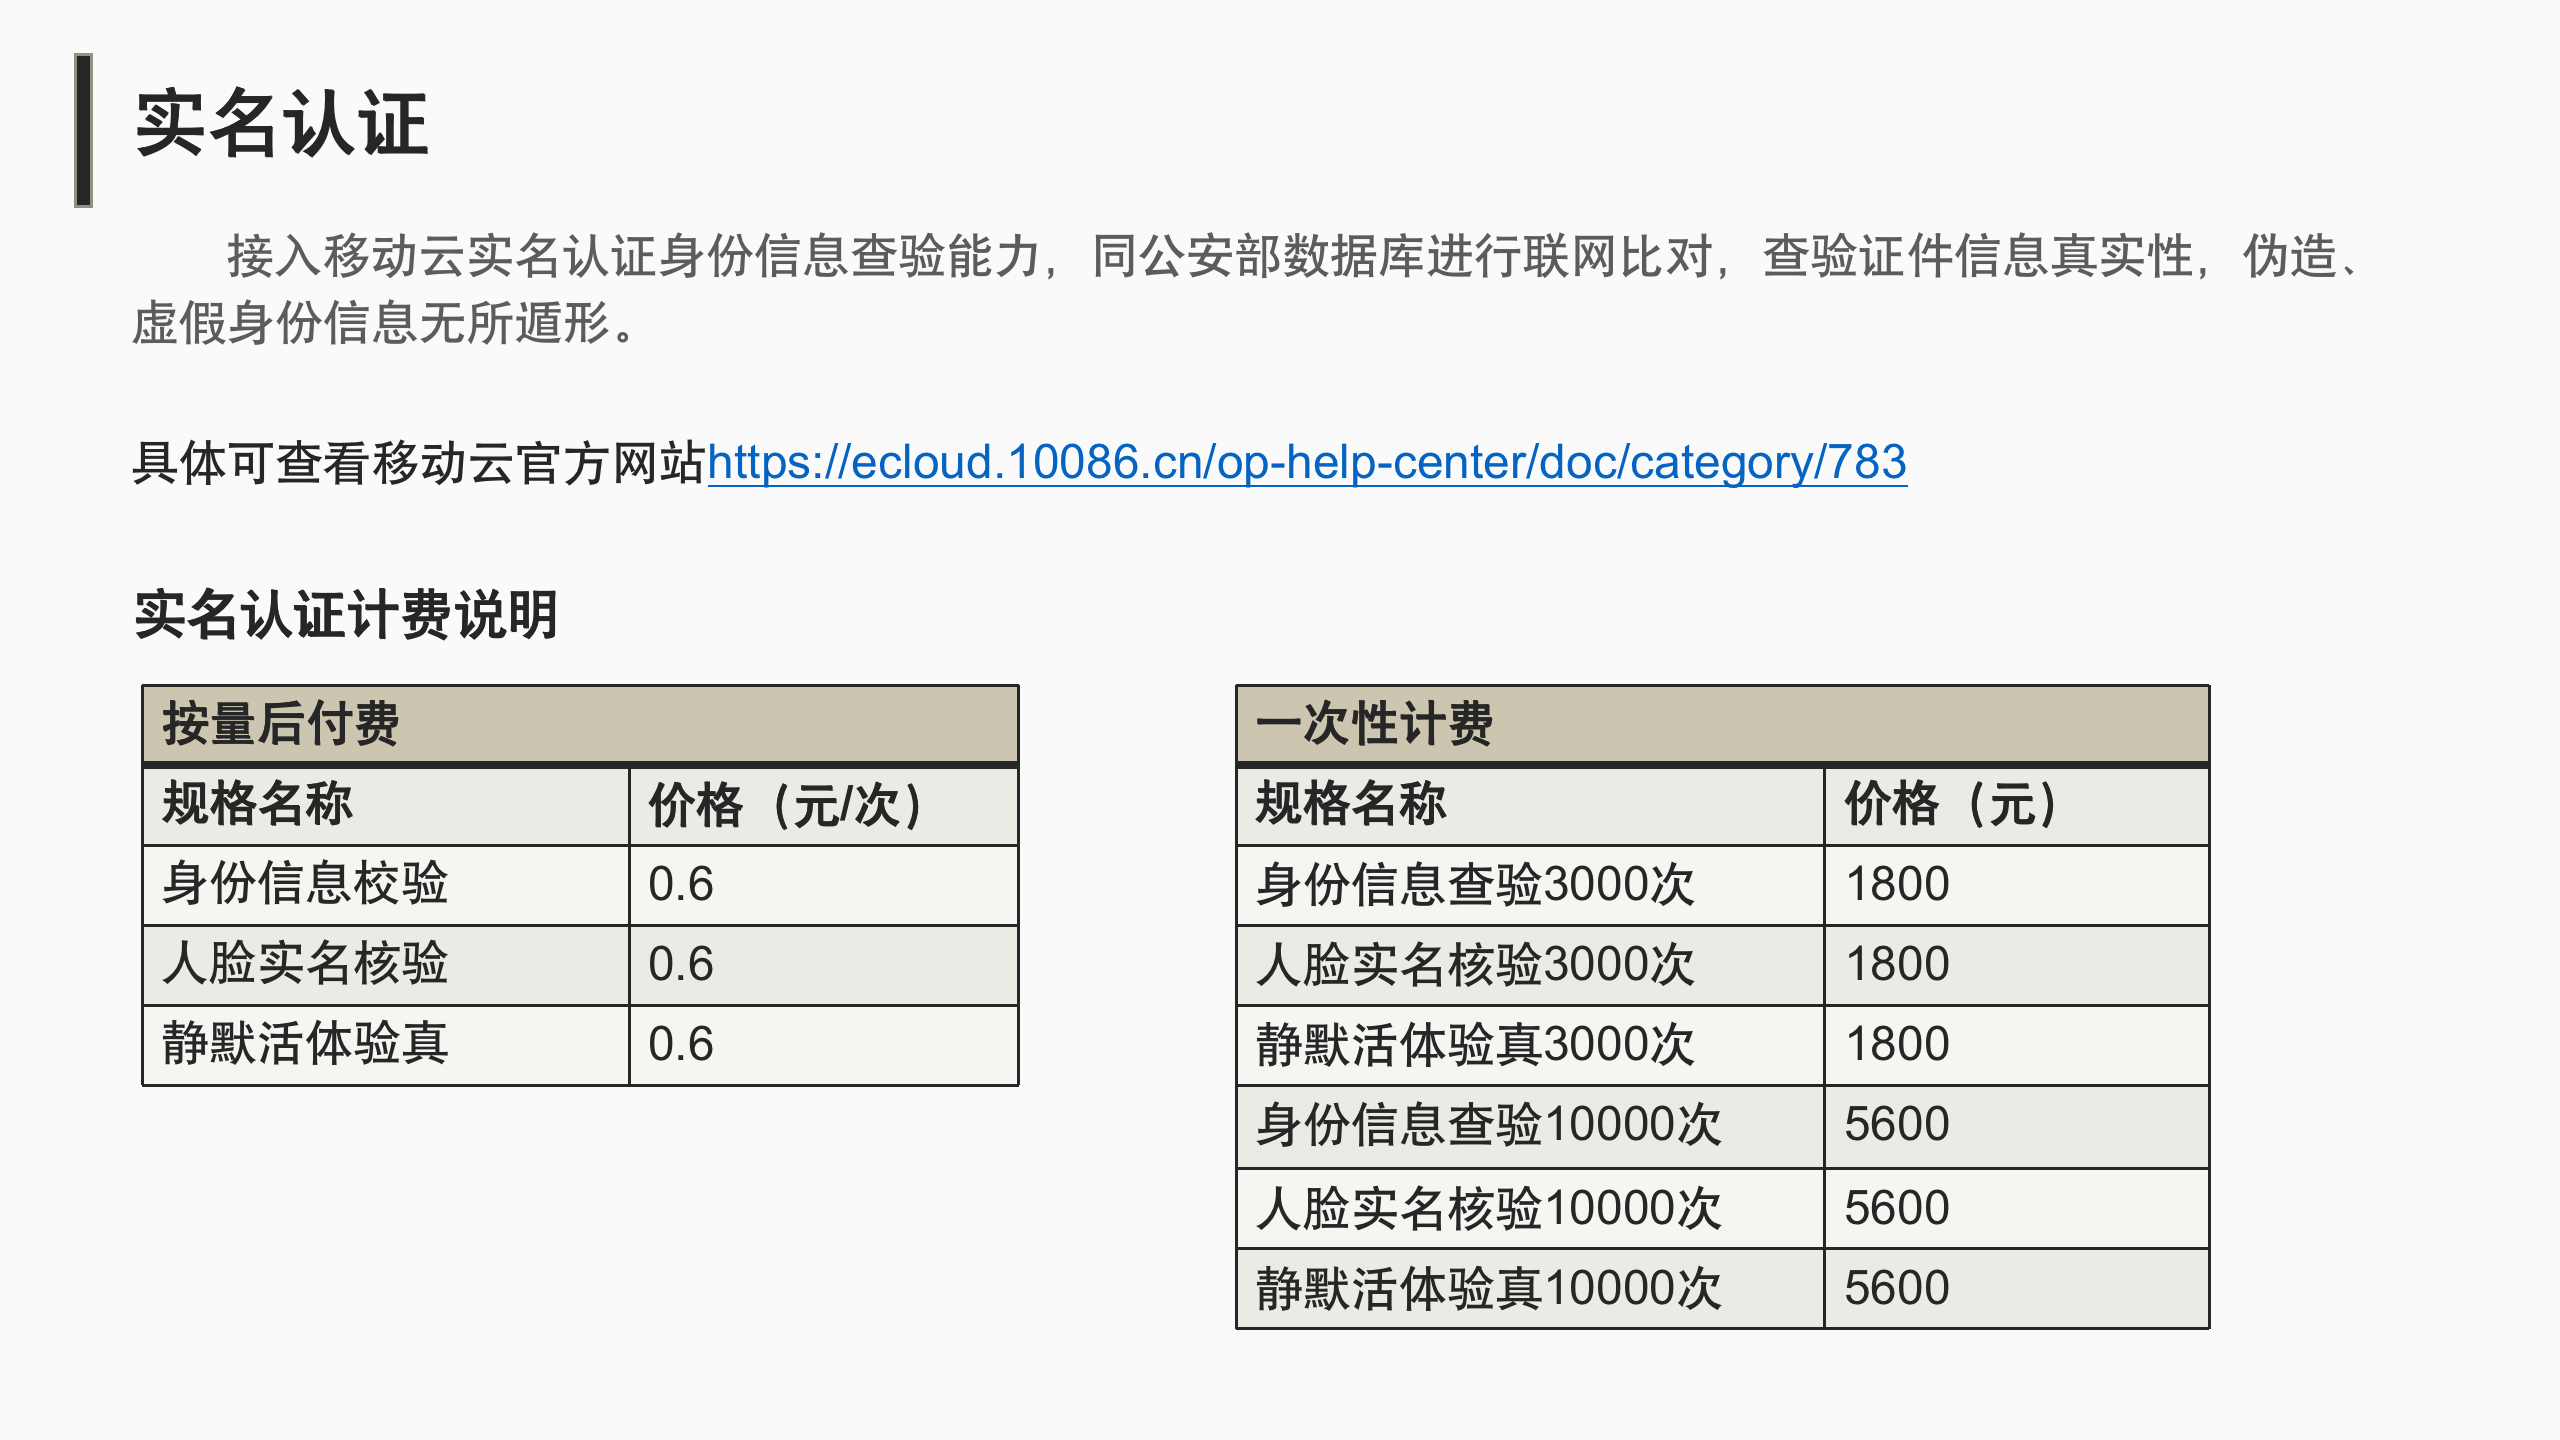 实名认证
接入移动云实名认证身份信息查验能力，同公安部数据库进行联网比对，查验证件信息真实性，伪造、
虚假身份信息无所遁形。
具体可查看移动云官方网站https://ecloud.10086.cn/op-help-center/doc/category/783
实名认证计费说明
按量后付费
规格名称 价格（元/次）
身份信息校验 0.6
人脸实名核验 0.6
静默活体验真 0.6
一次性计费
规格名称 价格（元）
身份信息查验3000次 1800
人脸实名核验3000次 1800
静默活体验真3000次 1800
身份信息查验10000次 5600
人脸实名核验10000次 5600
静默活体验真10000次 5600